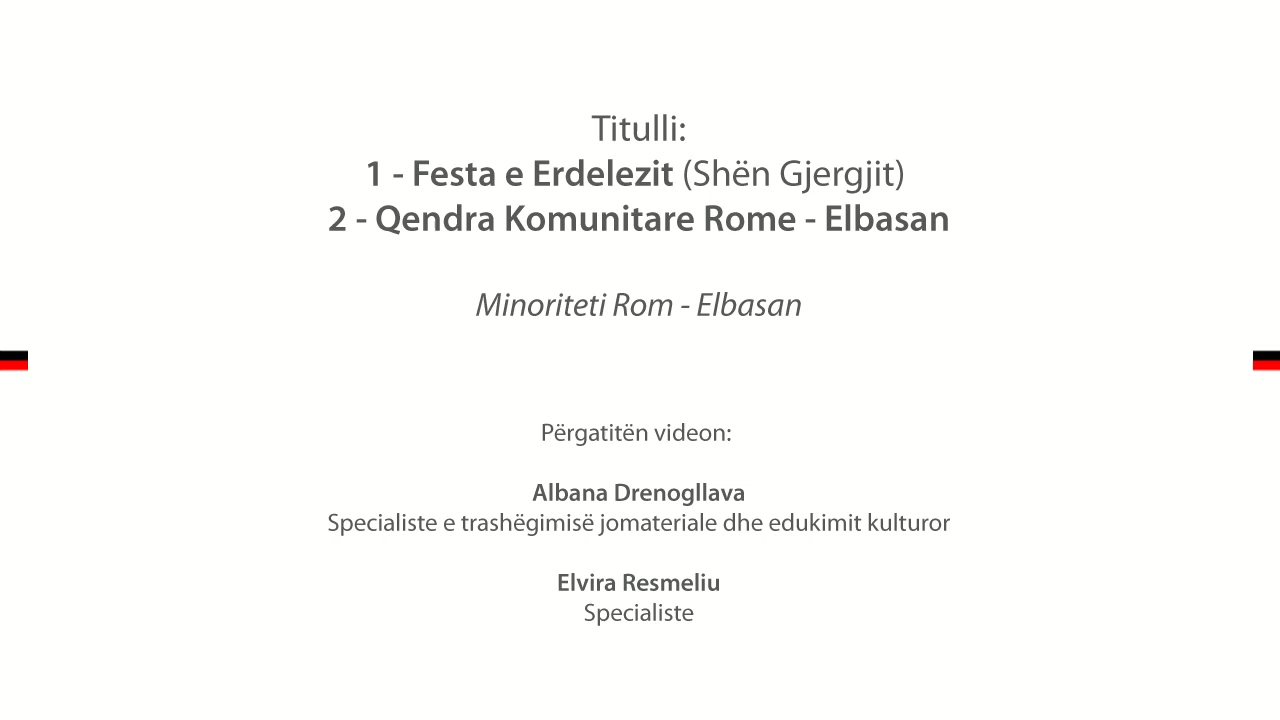 Titulli:
1 - Festa e Erdelezit (Shën Gjergjit)
2 - Qendra Komunitare Rome - Elbasan
Minoriteti Rom - Elbasan
Përgatitën videon:
Albana Drenogllava
Specialiste e trashëgimisë jomateriale dhe edukimit kulturor
Elvira Resmeliu
Specialiste